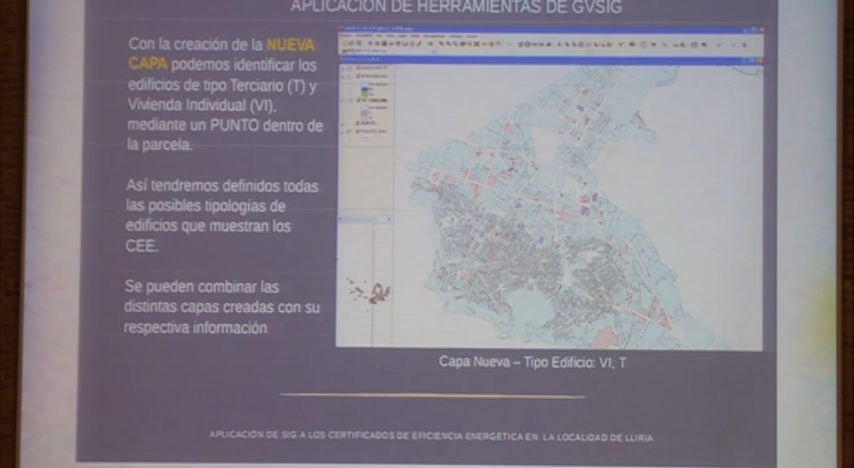 APLICACIÓN DE HERRAMIENTAS DE GVSIG
Con la creación de la NUEVA
CAPA podemos identificar los
edificios de tipo Terciario (T) y
Vivienda Individual (VI),
mediante un PUNTO dentro de
la parcela.
Así tendremos definidos todas
las posibles tipologías de
edificios que muestran los
CEE.
Se pueden combinar las
distintas capas creadas con su
respectiva información
Capa Nueva – Tipo Edificio: VI, T
APLICACIÓN DE SIG A LOS CERTIFICADOS DE EFICIENCIA ENERGÉTICA EN LA LOCALIDAD DE LLIRIA